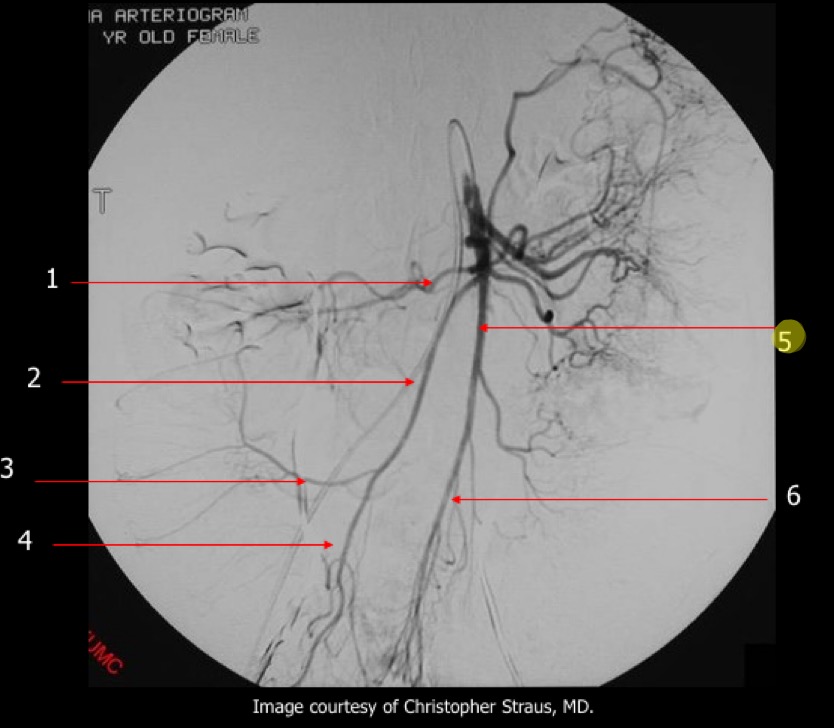 A ARTERIOGRAM
YR OLD FEMALE
T
1
5
2
3
6
4
UMC
Image courtesy of Christopher Straus, MD.